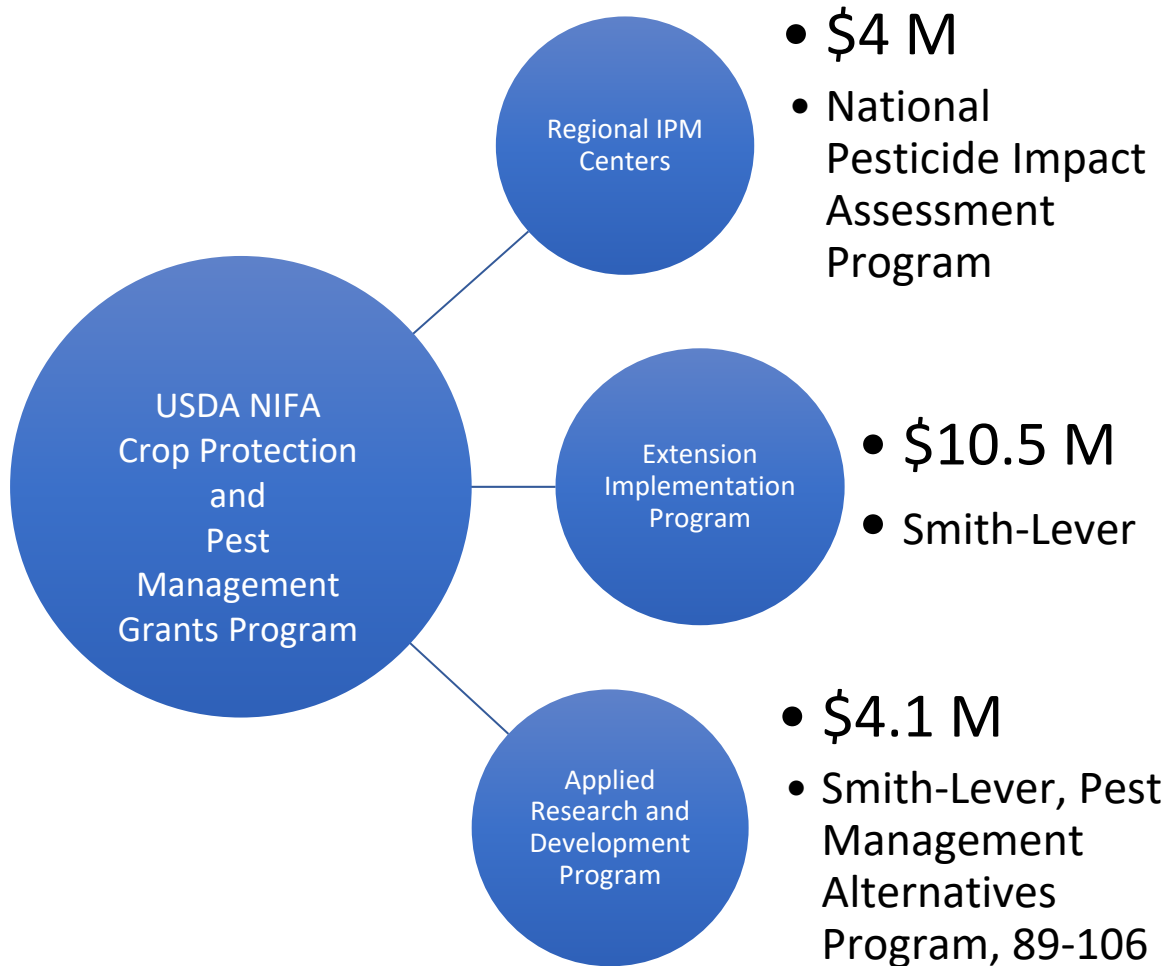 USDA NIFA
Crop Protection
and
Pest
Management
Grants Program
Regional IPM
Centers
• $4 M
• National
Pesticide Impact
Assessment
Program
Extension
Implementation
Program
• $10.5 M
• Smith-Lever
Applied
Research and
Development
Program
• $4.1 M
• Smith-Lever, Pest
Management
Alternatives
Program, 89-106